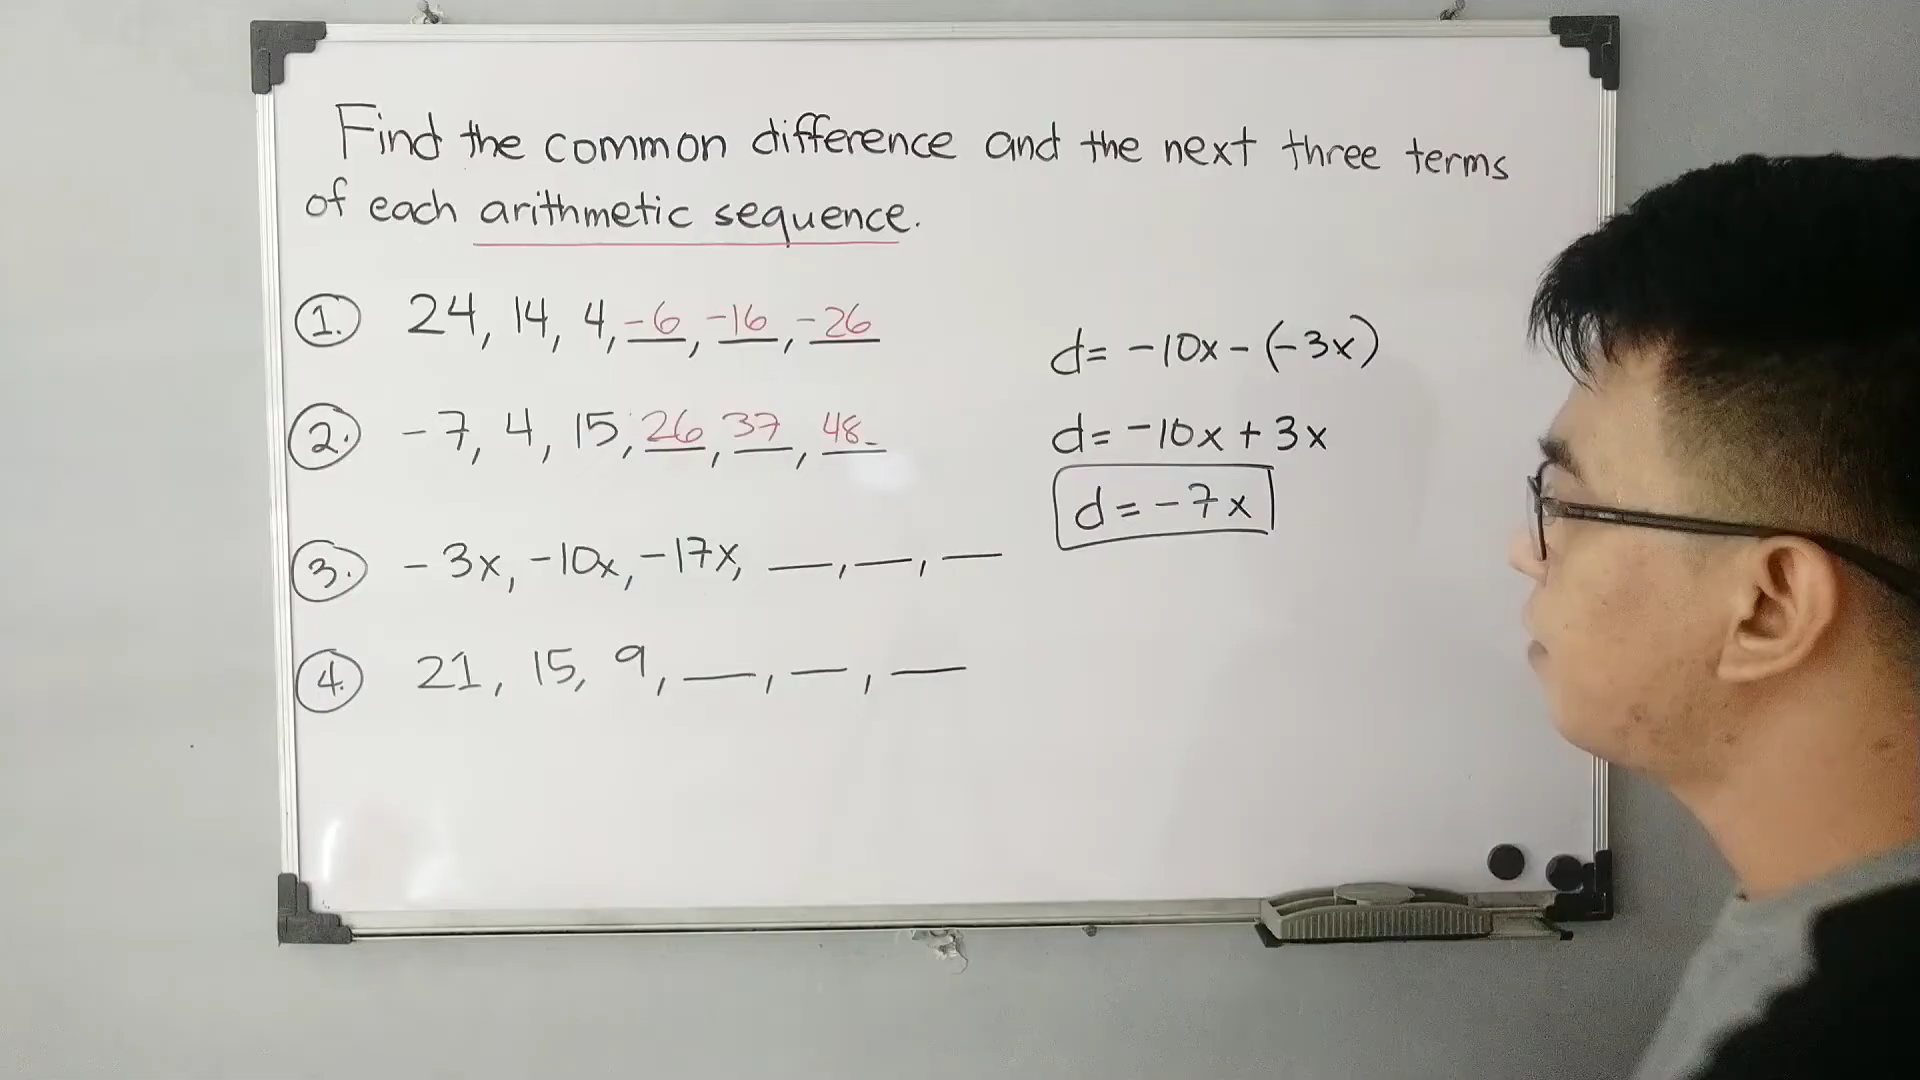 Find the common difference and the next three terms
of each arithmetic sequence.
1. 24, 14, 4, -6, -16, -26
2. -7, 4, 15, 26, 37, 48
3. -3x, -10x, -17x, __, __, __
4. 21, 15, 9, __, __, __
d= -10x-(-3x)
d= -10x+3x
d= -7x